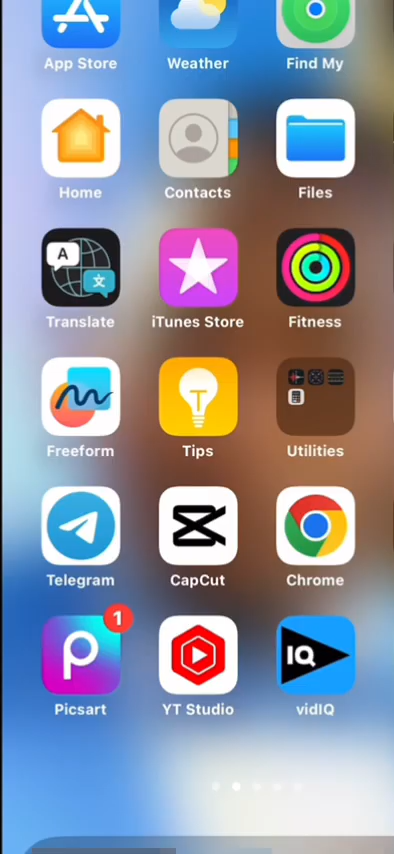 App Store Weather Find My
Home Contacts Files
A
文
Translate iTunes Store Fitness
T
Freeform Tips Utilities
Telegram CapCut Chrome
1
P
IQ
Picsart YT Studio vidIQ